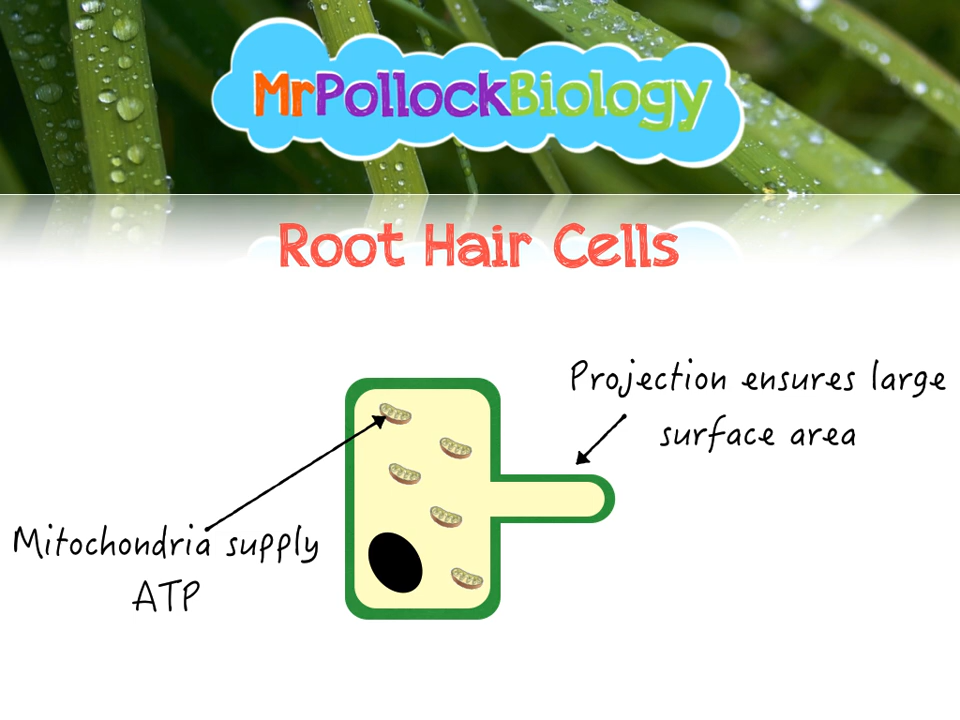 MrPollockBiology
Root Hair Cells
Projection ensures large
surface area
Mitochondria supply
ATP